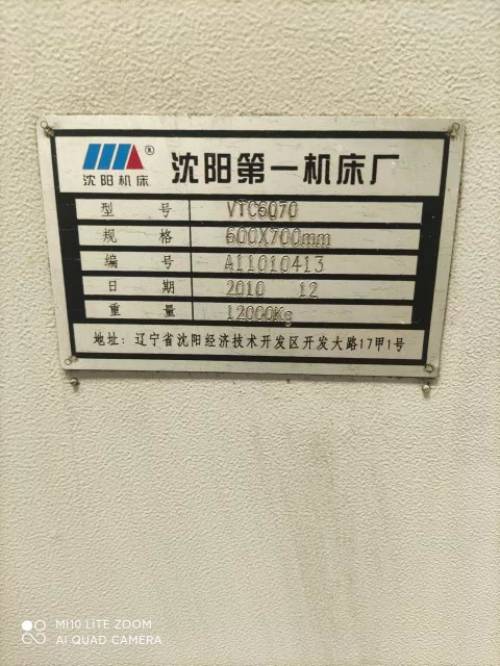 沈阳机床 ® 沈阳第一机床厂
型 号 VTC6070
规 格 600X700mm
编 号 A11010413
日 期 2010 12
重 量 12000Kg
地址: 辽宁省沈阳经济技术开发区开发大路17甲1号
MI10 LITE ZOOM
AI QUAD CAMERA